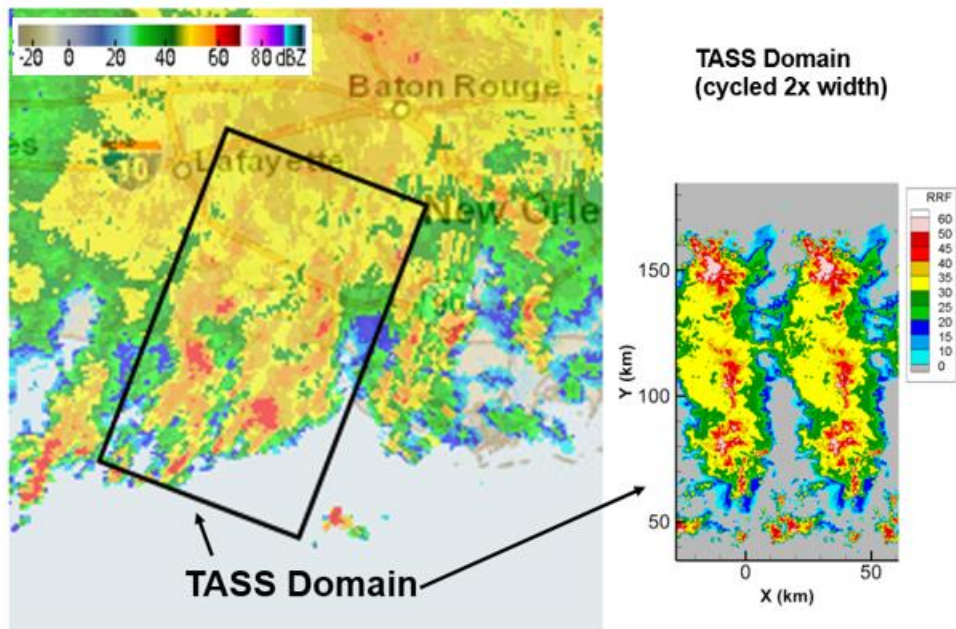 -20 0 20 40 60 80 dBZ
Baton Rouge
Lafayette
10
New Orle
es
90
TASS Domain
TASS Domain
(cycled 2x width)
RRF
60
50
45
40
35
30
25
20
15
10
0
150
100
50
Y (km)
0 50
X (km)